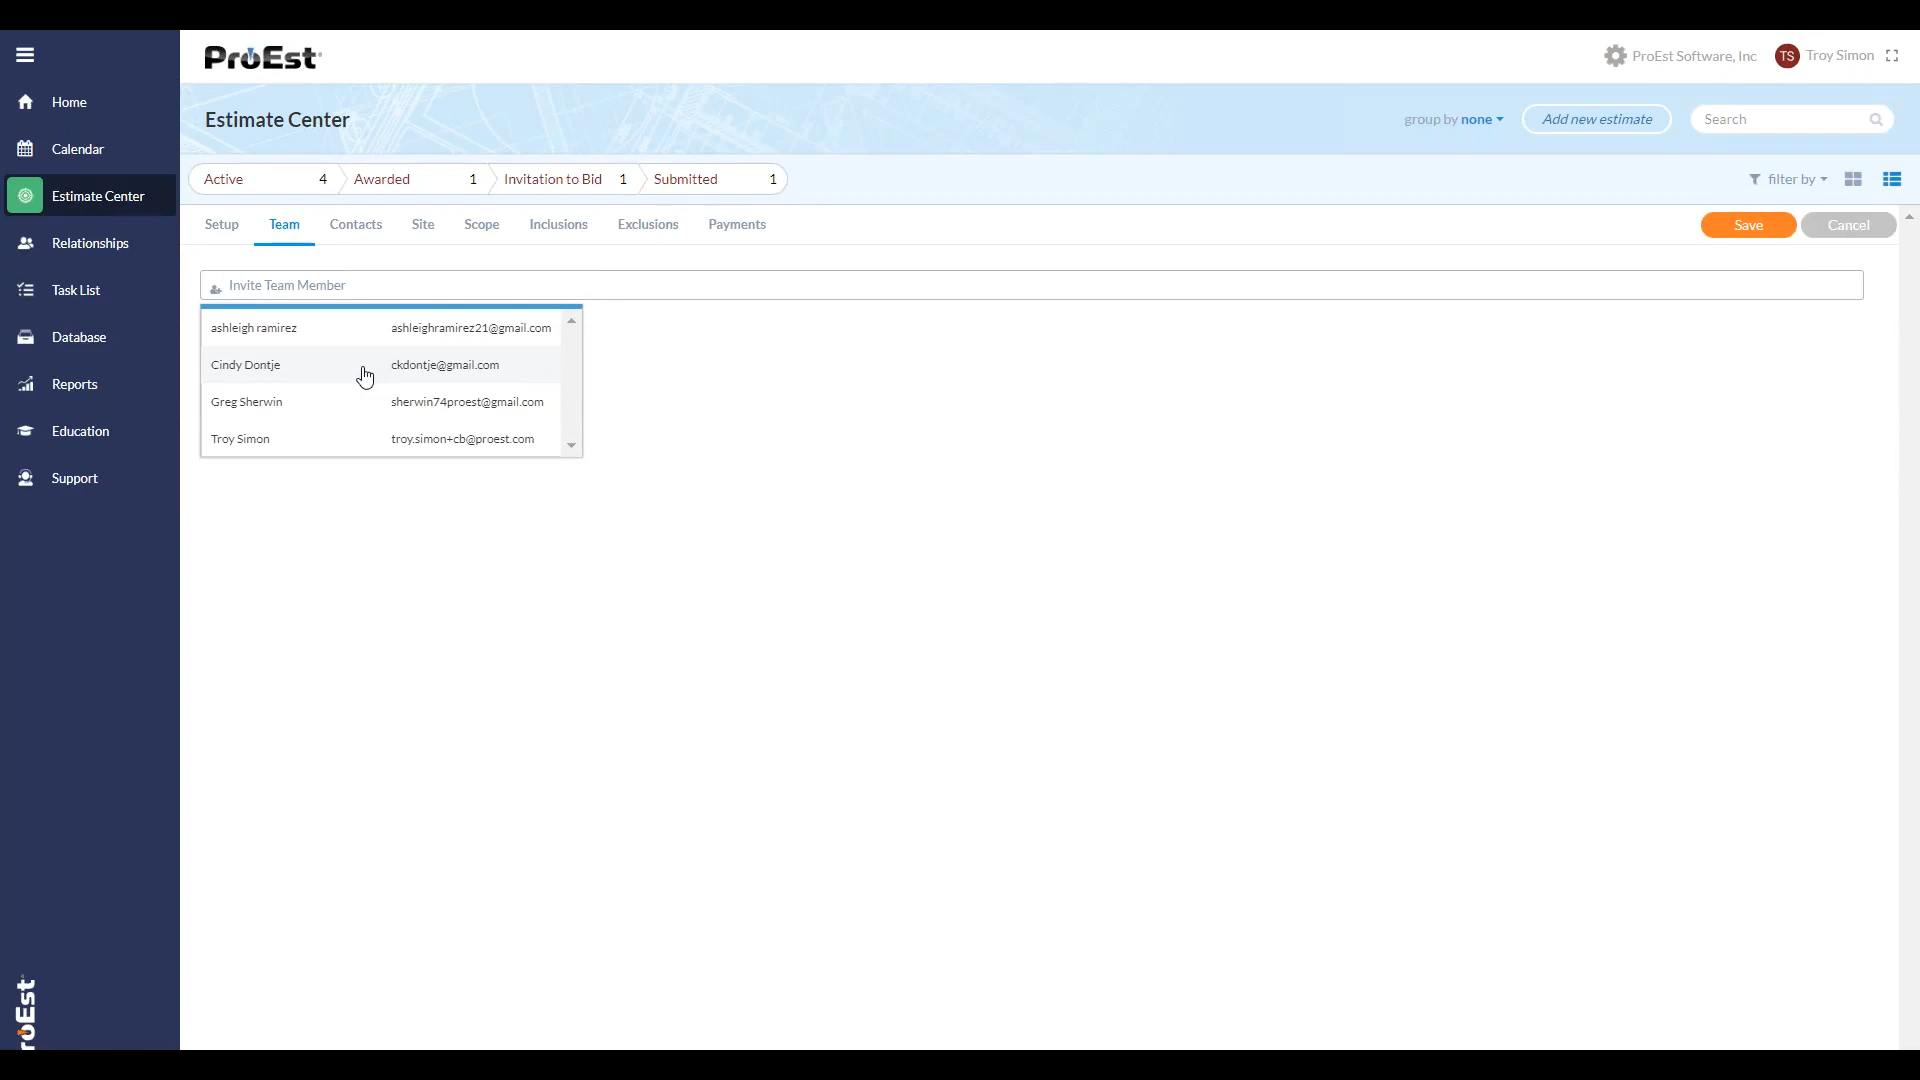 ProEst
ProEst Software, Inc
TS
Troy Simon
Home
Calendar
Estimate Center
Relationships
Task List
Database
Reports
Education
Support
Estimate Center
group by none
Add new estimate
Search
Active 4
Awarded 1
Invitation to Bid 1
Submitted 1
filter by
Setup
Team
Contacts
Site
Scope
Inclusions
Exclusions
Payments
Save
Cancel
Invite Team Member
ashleigh ramirez ashleighramirez21@gmail.com
Cindy Dontje ckdontje@gmail.com
Greg Sherwin sherwin74proest@gmail.com
Troy Simon troy.simon+cb@proest.com
roEst